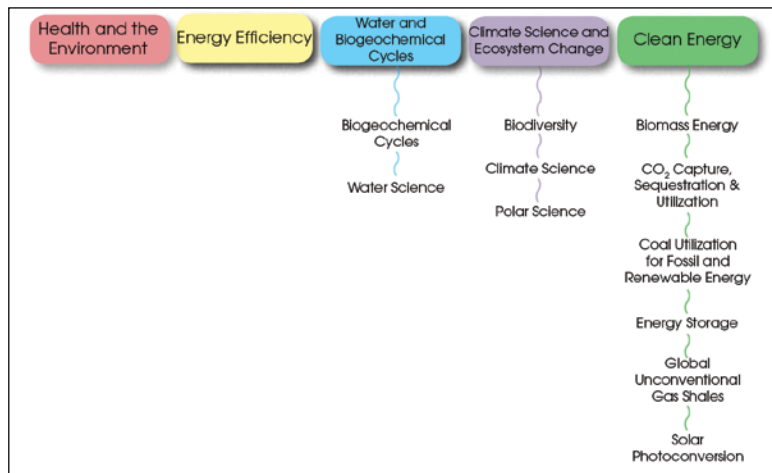 Health and the
Environment
Energy Efficiency
Water and
Biogeochemical
Cycles
Climate Science and
Ecosystem Change
Clean Energy
Biogeochemical
Cycles
Water Science
Biodiversity
Climate Science
Polar Science
Biomass Energy
CO₂ Capture,
Sequestration &
Utilization
Coal Utilization
for Fossil and
Renewable Energy
Energy Storage
Global
Unconventional
Gas Shales
Solar
Photoconversion